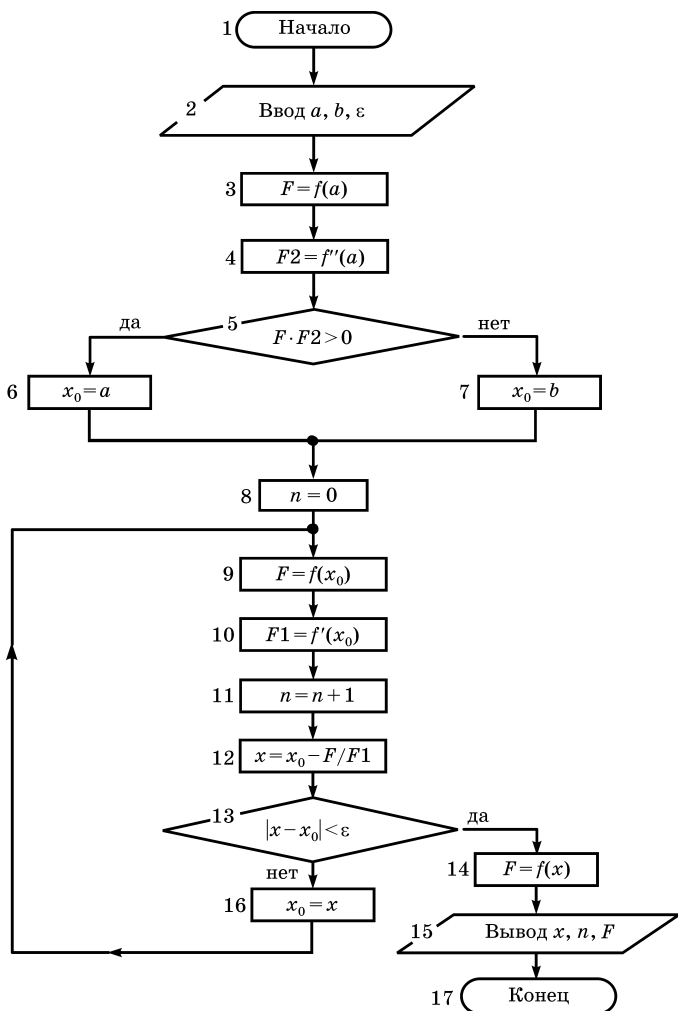 1 Начало
2 Ввод a, b, ε
3 F = f(a)
4 F2 = f''(a)
5 F · F2 > 0
да
нет
6 x₀ = a
7 x₀ = b
8 n = 0
9 F = f(x₀)
10 F1 = f'(x₀)
11 n = n + 1
12 x = x₀ − F/F1
13 |x − x₀| < ε
да
нет
14 F = f(x)
16 x₀ = x
15 Вывод x, n, F
17 Конец